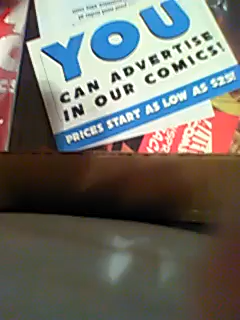 YOU
CAN ADVERTISE
IN OUR COMICS!
PRICES START AS LOW AS $25!